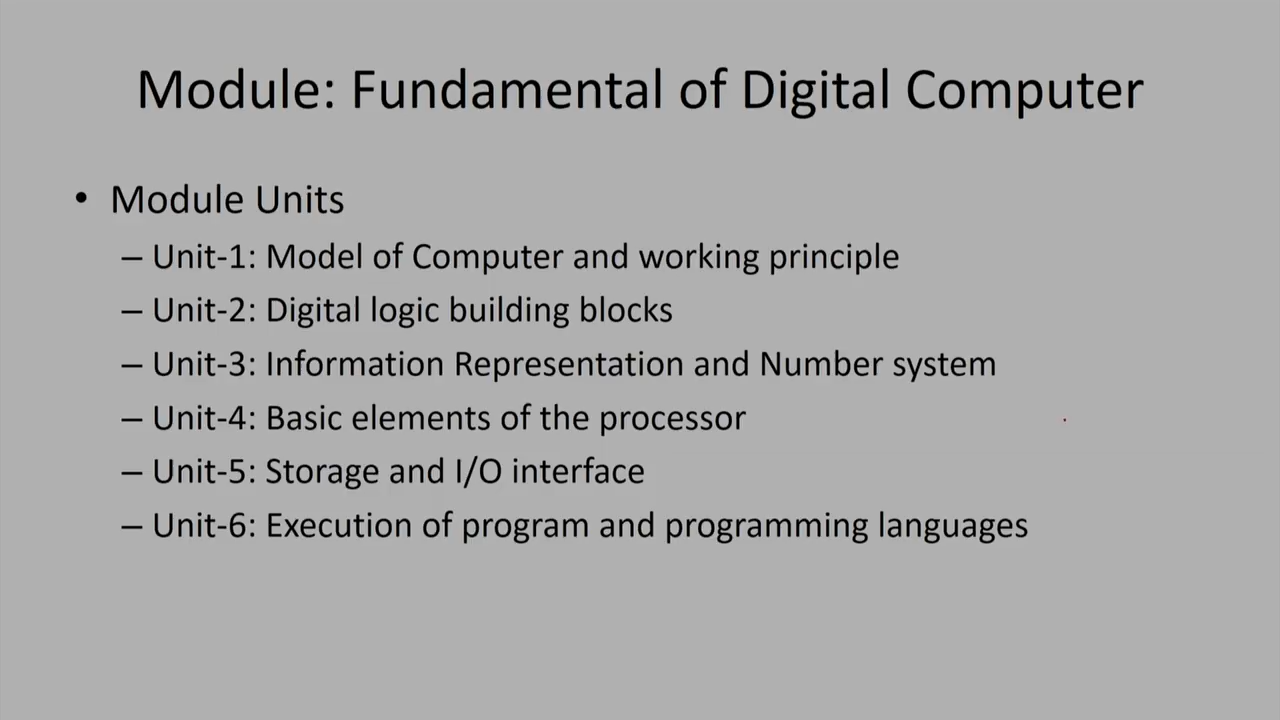 Module: Fundamental of Digital Computer
• Module Units
– Unit-1: Model of Computer and working principle
– Unit-2: Digital logic building blocks
– Unit-3: Information Representation and Number system
– Unit-4: Basic elements of the processor
– Unit-5: Storage and I/O interface
– Unit-6: Execution of program and programming languages